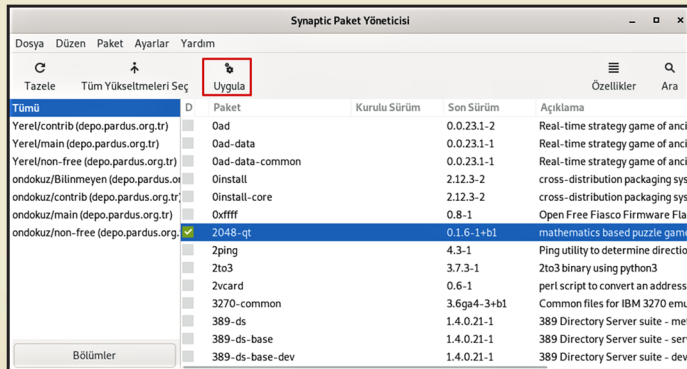 Synaptic Paket Yöneticisi
Dosya Düzen Paket Ayarlar Yardım
Tazele Tüm Yükseltmeleri Seç Uygula Özellikler Ara
Tümü
Yerel/contrib (depo.pardus.org.tr)
Yerel/main (depo.pardus.org.tr)
Yerel/non-free (depo.pardus.org.tr)
ondokuz/Bilinmeyen (depo.pardus.or
ondokuz/contrib (depo.pardus.org.tr)
ondokuz/main (depo.pardus.org.tr)
ondokuz/non-free (depo.pardus.org.
Bölümler
D Paket Kurulu Sürüm Son Sürüm Açıklama
0ad 0.0.23.1-2 Real-time strategy game of anci
0ad-data 0.0.23.1-1 Real-time strategy game of anci
0ad-data-common 0.0.23.1-1 Real-time strategy game of anci
0install 2.12.3-2 cross-distribution packaging sys
0install-core 2.12.3-2 cross-distribution packaging sys
0xffff 0.8-1 Open Free Fiasco Firmware Fla
2048-qt 0.1.6-1+b1 mathematics based puzzle game
2ping 4.3-1 Ping utility to determine directio
2to3 3.7.3-1 2to3 binary using python3
2vcard 0.6-1 perl script to convert an address
3270-common 3.6ga4-3+b1 Common files for IBM 3270 emu
389-ds 1.4.0.21-1 389 Directory Server suite - me
389-ds-base 1.4.0.21-1 389 Directory Server suite - ser
389-ds-base-dev 1.4.0.21-1 389 Directory Server suite - dev